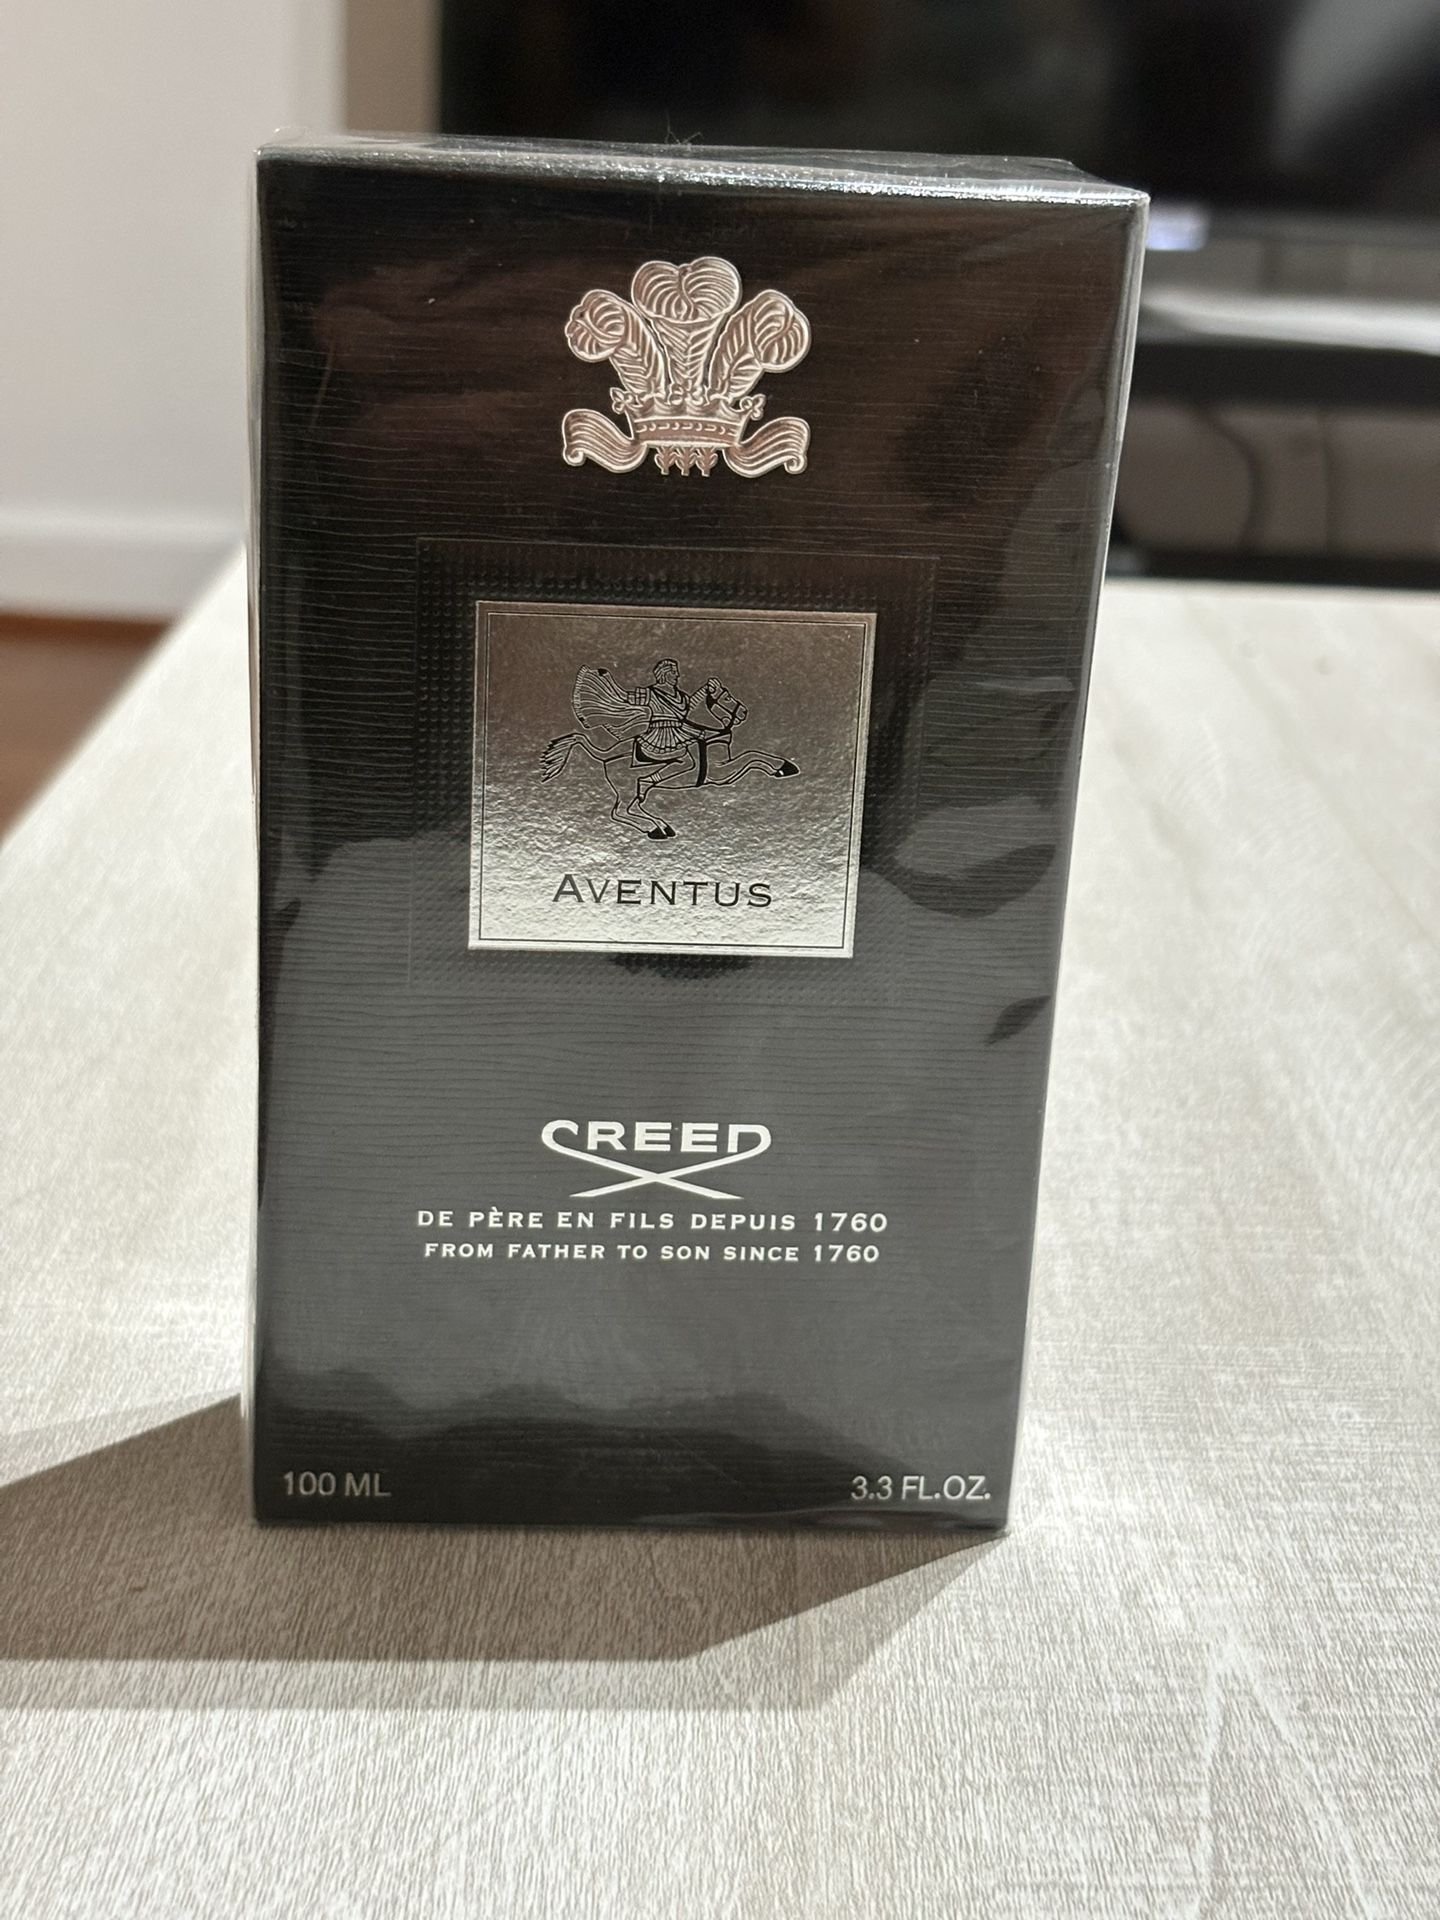 AVENTUS
CREED
DE PÈRE EN FILS DEPUIS 1760
FROM FATHER TO SON SINCE 1760
100 ML
3.3 FL.OZ.